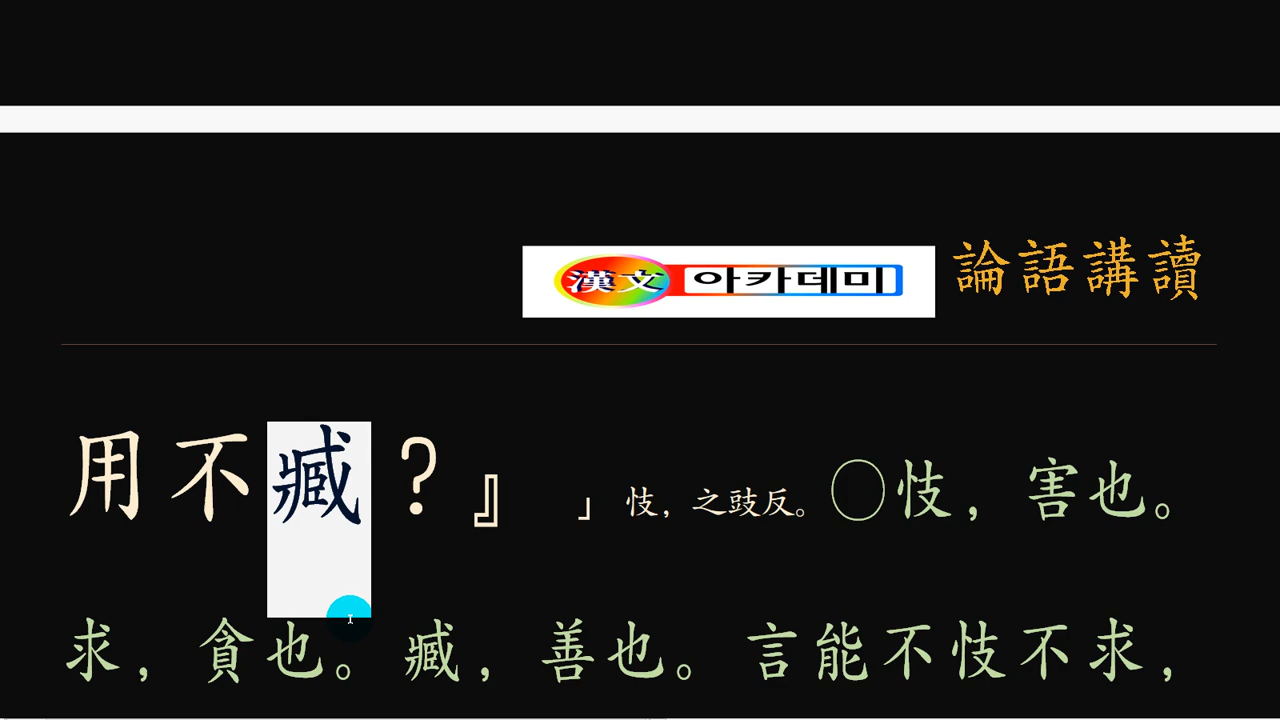 漢文 아카데미 論語講讀
用不臧?』 」 忮,之豉反。 ○忮,害也。
求,貪也。臧,善也。言能不忮不求,